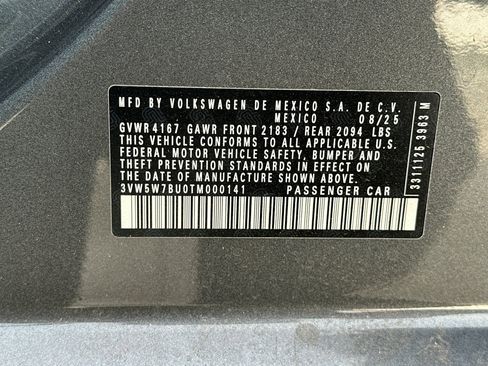 MFD BY VOLKSWAGEN DE MEXICO S.A. DE C.V.
MEXICO 08/25
GVWR 4167 GAWR FRONT 2183 / REAR 2094 LBS
THIS VEHICLE CONFORMS TO ALL APPLICABLE U.S.
FEDERAL MOTOR VEHICLE SAFETY, BUMPER AND
THEFT PREVENTION STANDARDS IN EFFECT ON
THE DATE OF MANUFACTURE SHOWN ABOVE.
3VW5W7BU0TM000141 PASSENGER CAR
3311125 3963 M